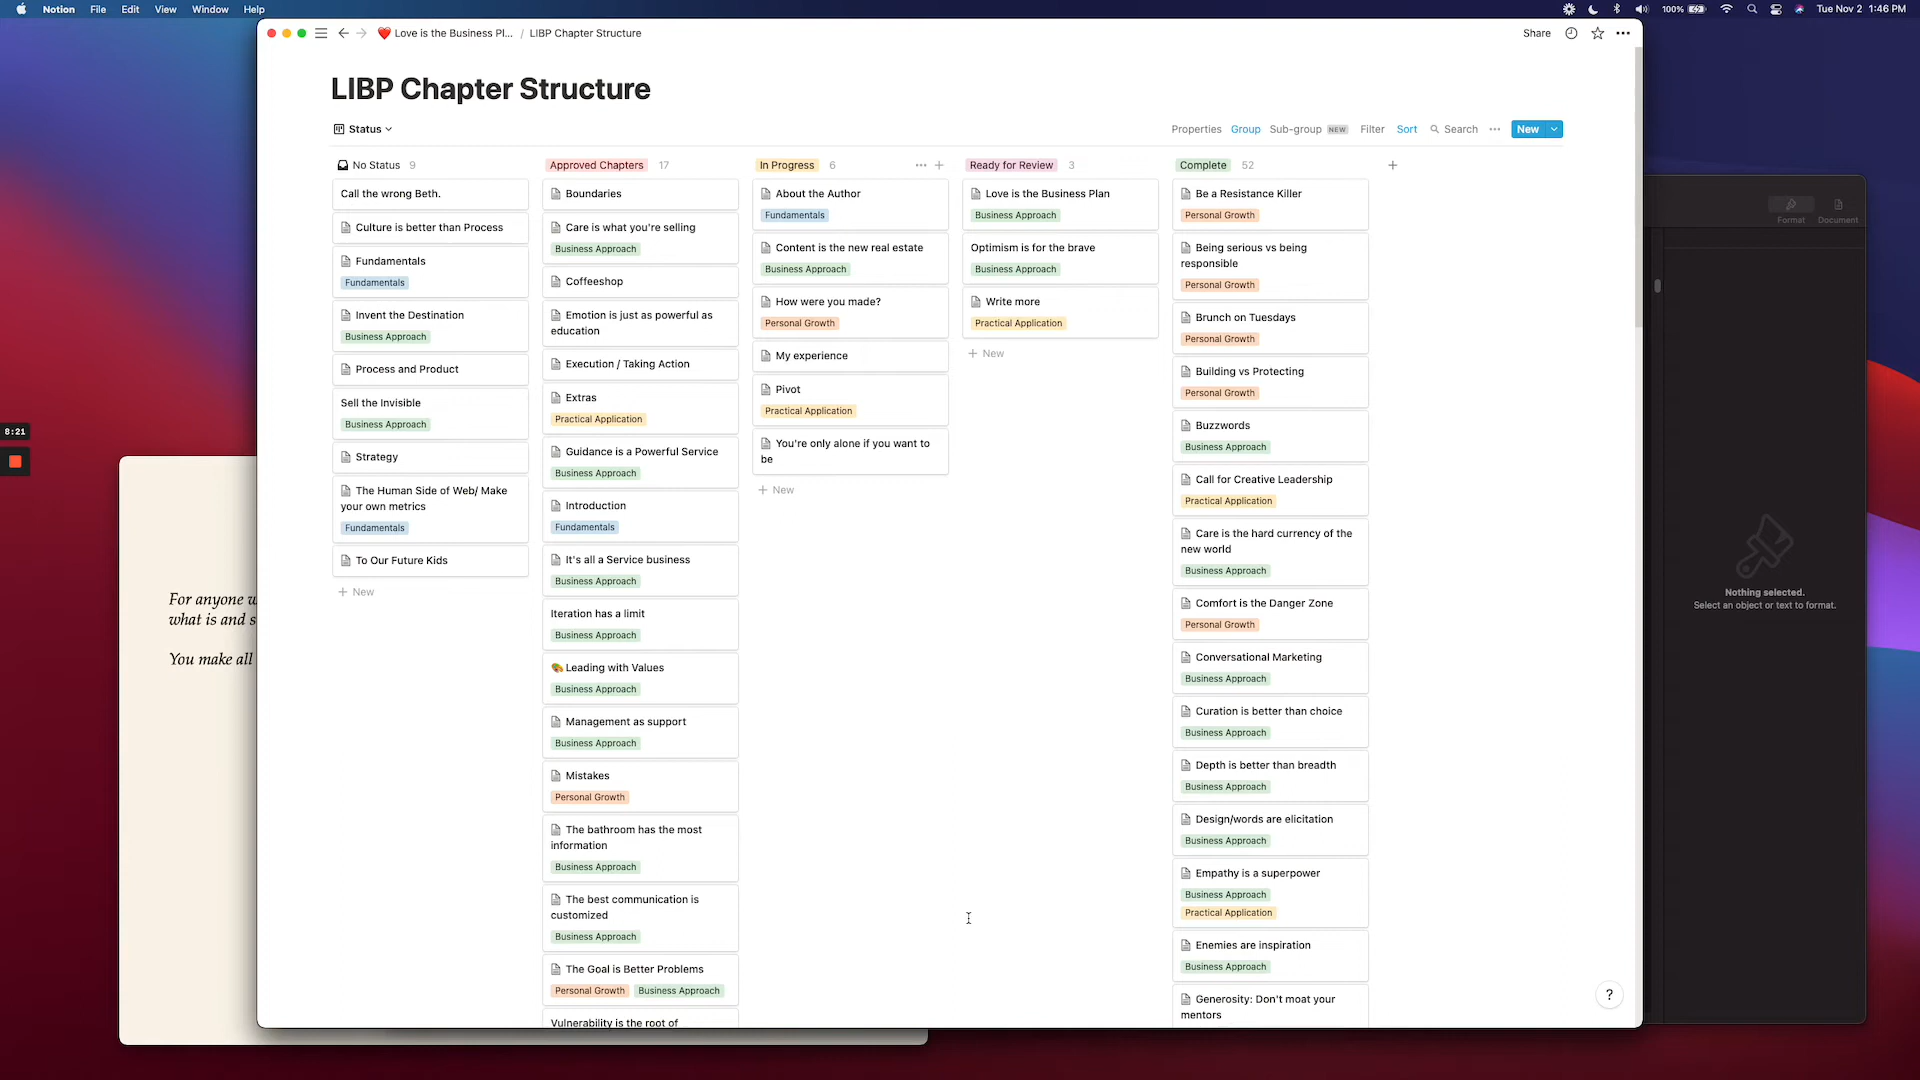 Notion File Edit View Window Help
100% Tue Nov 2 1:46 PM
Love is the Business Pl... / LIBP Chapter Structure
Share
LIBP Chapter Structure
Status
Properties Group Sub-group NEW Filter Sort Search New
No Status 9
Call the wrong Beth.
Culture is better than Process
Fundamentals
Fundamentals
Invent the Destination
Business Approach
Process and Product
Sell the Invisible
Business Approach
Strategy
The Human Side of Web/ Make
your own metrics
Fundamentals
To Our Future Kids
+ New
Approved Chapters 17
Boundaries
Care is what you're selling
Business Approach
Coffeeshop
Emotion is just as powerful as
education
Execution / Taking Action
Extras
Practical Application
Guidance is a Powerful Service
Business Approach
Introduction
Fundamentals
It's all a Service business
Business Approach
Iteration has a limit
Business Approach
Leading with Values
Business Approach
Management as support
Business Approach
Mistakes
Personal Growth
The bathroom has the most
information
Business Approach
The best communication is
customized
Business Approach
The Goal is Better Problems
Personal Growth Business Approach
Vulnerability is the root of
In Progress 6
About the Author
Fundamentals
Content is the new real estate
Business Approach
How were you made?
Personal Growth
My experience
Pivot
Practical Application
You're only alone if you want to
be
+ New
Ready for Review 3
Love is the Business Plan
Business Approach
Optimism is for the brave
Business Approach
Write more
Practical Application
+ New
Complete 52
Be a Resistance Killer
Personal Growth
Being serious vs being
responsible
Personal Growth
Brunch on Tuesdays
Personal Growth
Building vs Protecting
Personal Growth
Buzzwords
Business Approach
Call for Creative Leadership
Practical Application
Care is the hard currency of the
new world
Business Approach
Comfort is the Danger Zone
Personal Growth
Conversational Marketing
Business Approach
Curation is better than choice
Business Approach
Depth is better than breadth
Business Approach
Design/words are elicitation
Business Approach
Empathy is a superpower
Business Approach
Practical Application
Enemies are inspiration
Business Approach
Generosity: Don't moat your
mentors
?
8:21
For anyone w
what is and s
You make all
Format Document
Nothing selected.
Select an object or text to format.